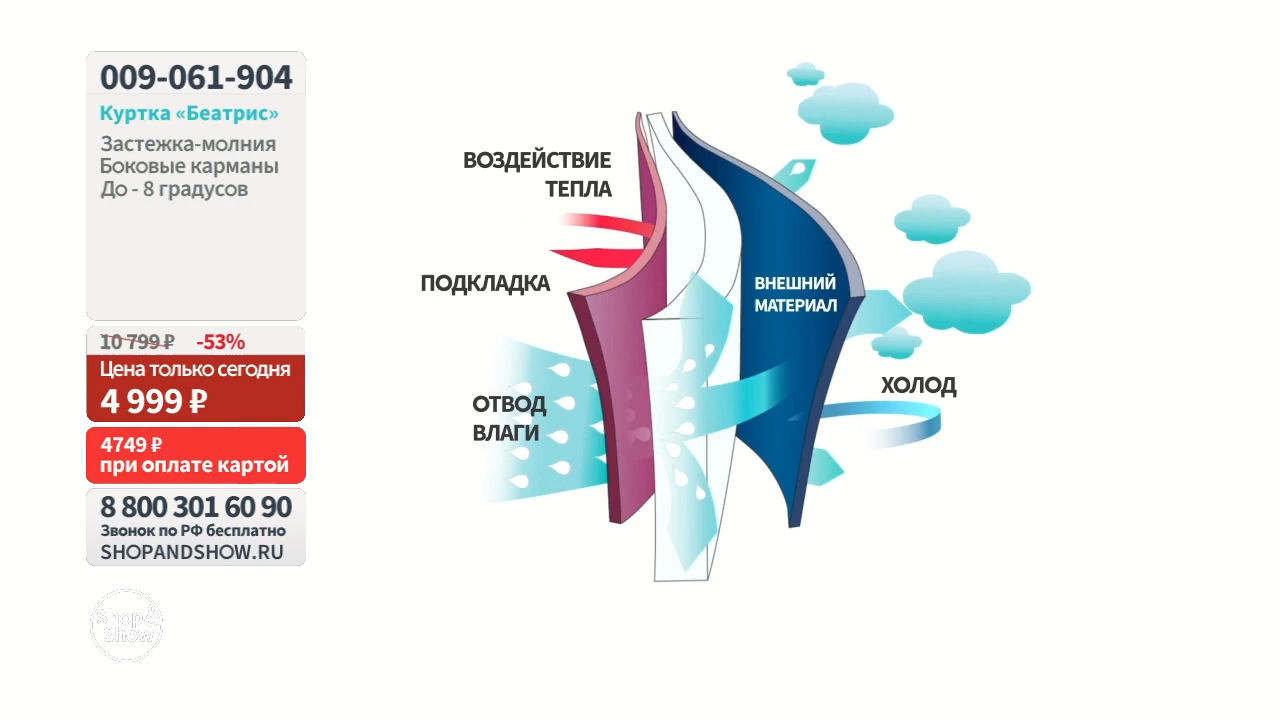 009-061-904
Куртка «Беатрис»
Застежка-молния
Боковые карманы
До - 8 градусов
10 799 ₽ -53%
Цена только сегодня
4 999 ₽
4749 ₽
при оплате картой
8 800 301 60 90
Звонок по РФ бесплатно
SHOPANDSHOW.RU
Shop&
Show
ВОЗДЕЙСТВИЕ
ТЕПЛА
ПОДКЛАДКА
ВНЕШНИЙ
МАТЕРИАЛ
ХОЛОД
ОТВОД
ВЛАГИ